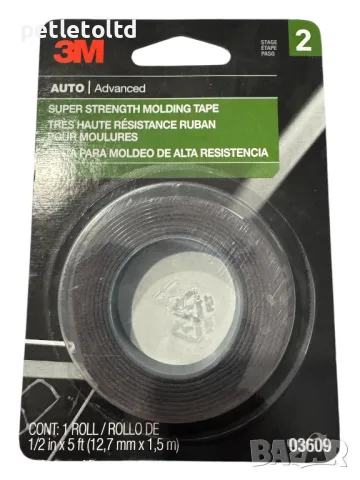 petletoltd
3M
STAGE
ÉTAPE
PASO
2
AUTO | Advanced
SUPER STRENGTH MOLDING TAPE
TRÈS HAUTE RÉSISTANCE RUBAN
POUR MOULURES
PARA MOLDEO DE ALTA RESISTENCIA
CONT: 1 ROLL / ROLLO DE
1/2 in x 5 ft (12,7 mm x 1,5 m)
03609
BAZAR